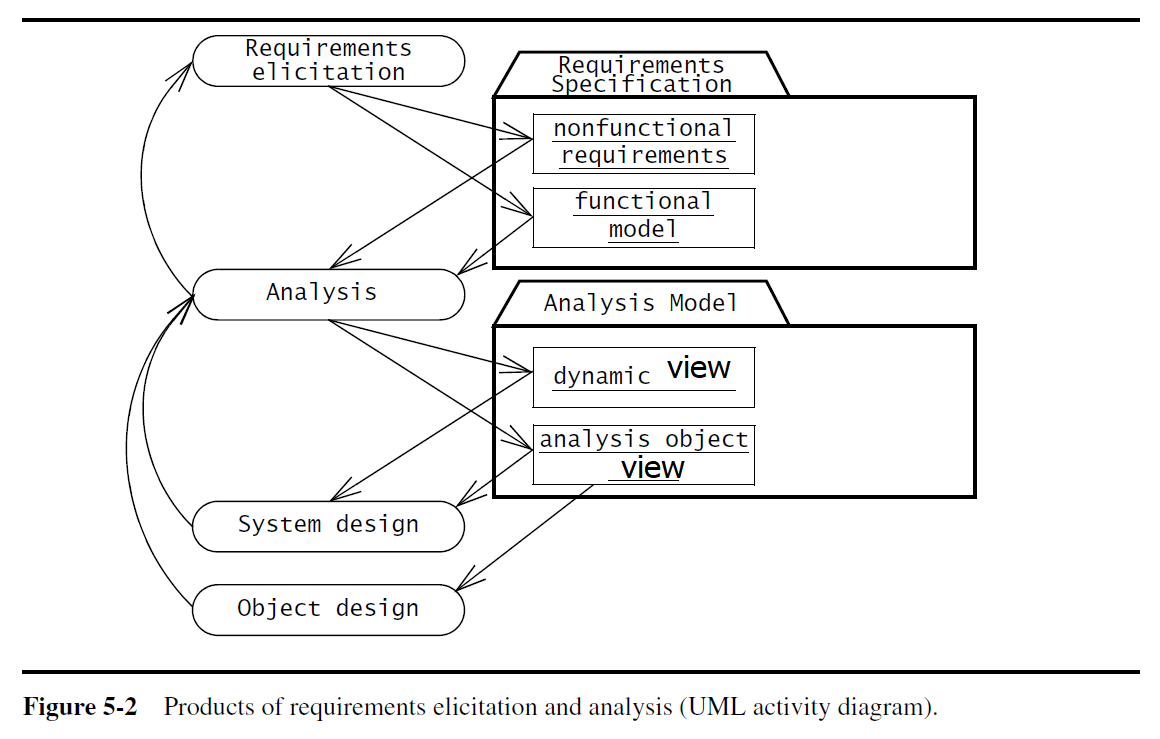 Requirements
elicitation
Requirements
Specification
nonfunctional
requirements
functional
model
Analysis
Analysis Model
dynamic view
analysis object
view
System design
Object design
Figure 5-2 Products of requirements elicitation and analysis (UML activity diagram).